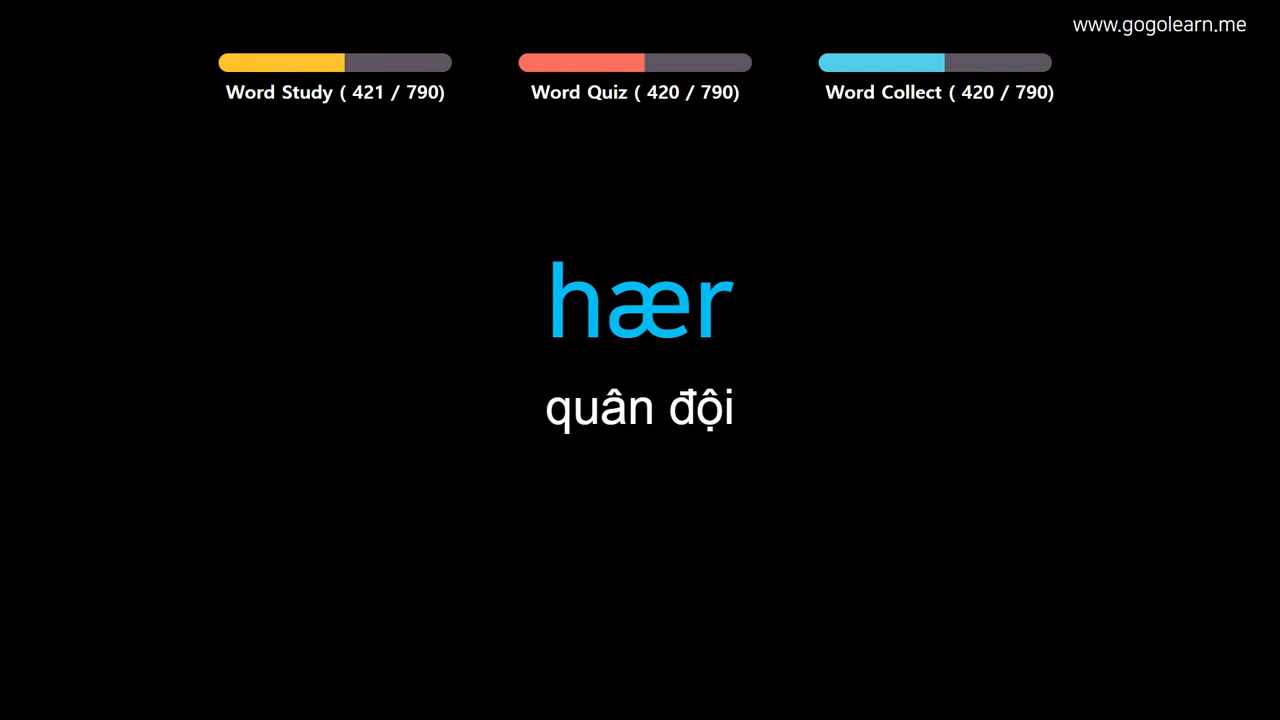 www.gogolearn.me
Word Study ( 421 / 790)
Word Quiz ( 420 / 790)
Word Collect ( 420 / 790)
hær
quân đội